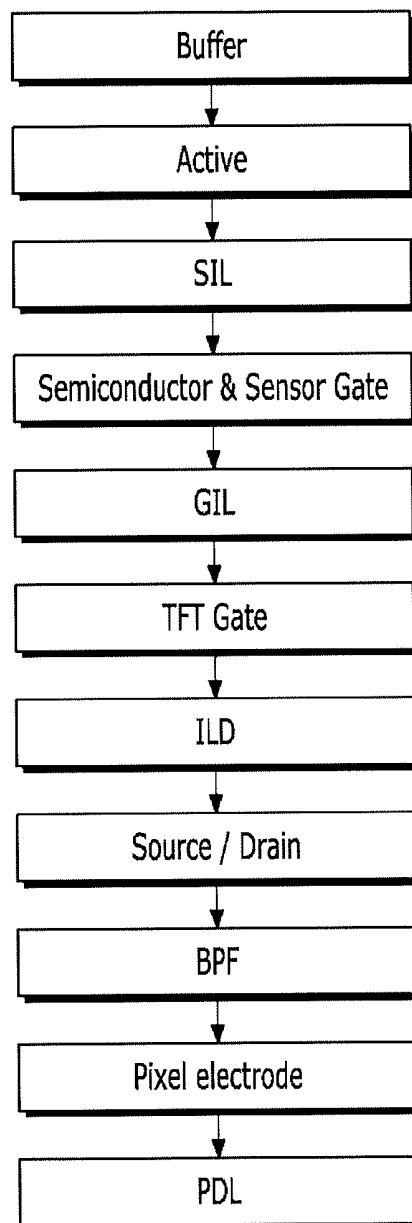 Buffer
Active
SIL
Semiconductor & Sensor Gate
GIL
TFT Gate
ILD
Source / Drain
BPF
Pixel electrode
PDL